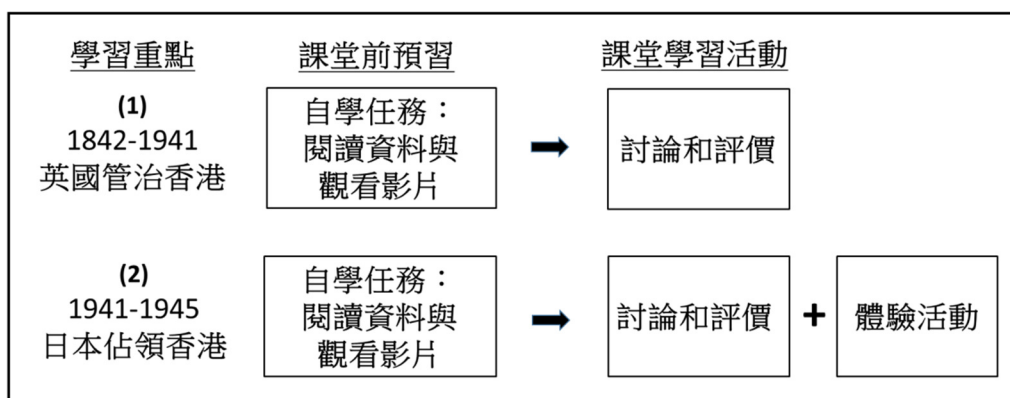 學習重點
課堂前預習
課堂學習活動
(1)
1842-1941
英國管治香港
自學任務：
閱讀資料與
觀看影片
討論和評價
(2)
1941-1945
日本佔領香港
自學任務：
閱讀資料與
觀看影片
討論和評價
+
體驗活動